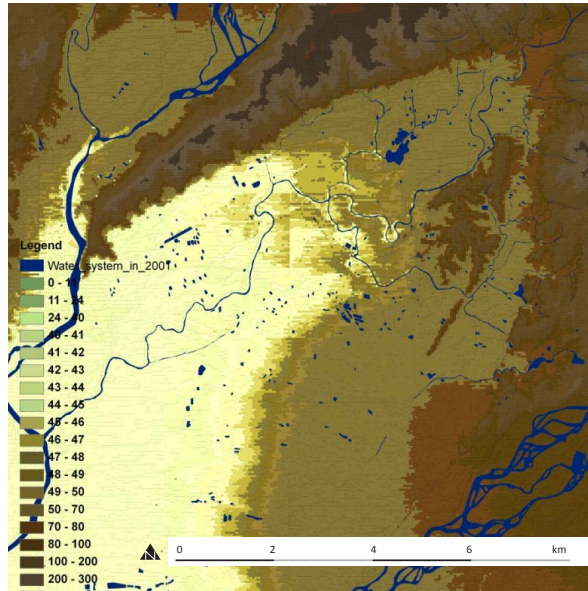 Legend
Water_system_in_2001
0 - 11
11 - 24
24 - 40
40 - 41
41 - 42
42 - 43
43 - 44
44 - 45
45 - 46
46 - 47
47 - 48
48 - 49
49 - 50
50 - 70
70 - 80
80 - 100
100 - 200
200 - 300
0 2 4 6 km